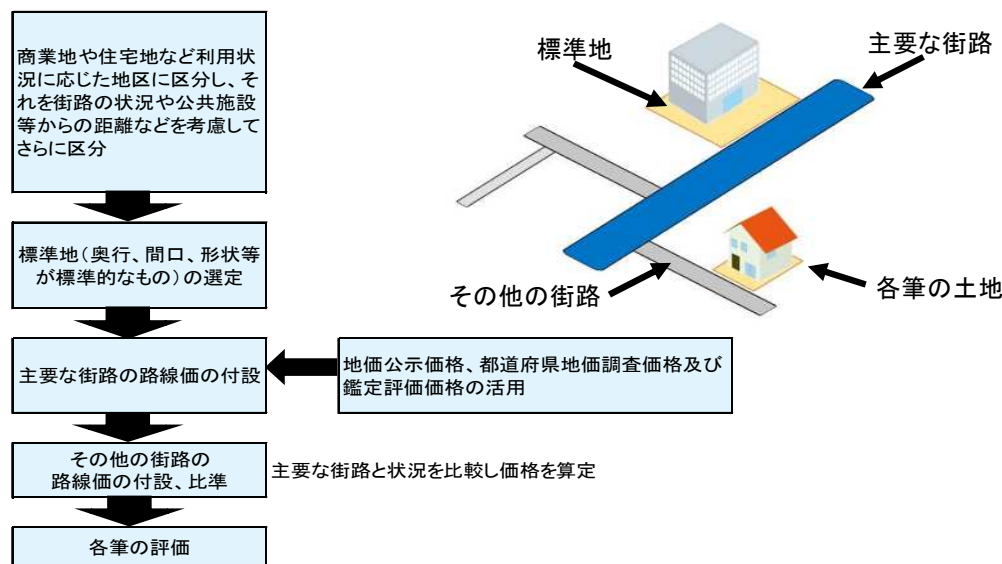 商業地や住宅地など利用状
況に応じた地区に区分し、そ
れを街路の状況や公共施設
等からの距離などを考慮して
さらに区分
標準地(奥行、間口、形状等
が標準的なもの)の選定
主要な街路の路線価の付設
地価公示価格、都道府県地価調査価格及び
鑑定評価価格の活用
その他の街路の
路線価の付設、比準
主要な街路と状況を比較し価格を算定
各筆の評価
標準地
主要な街路
その他の街路
各筆の土地